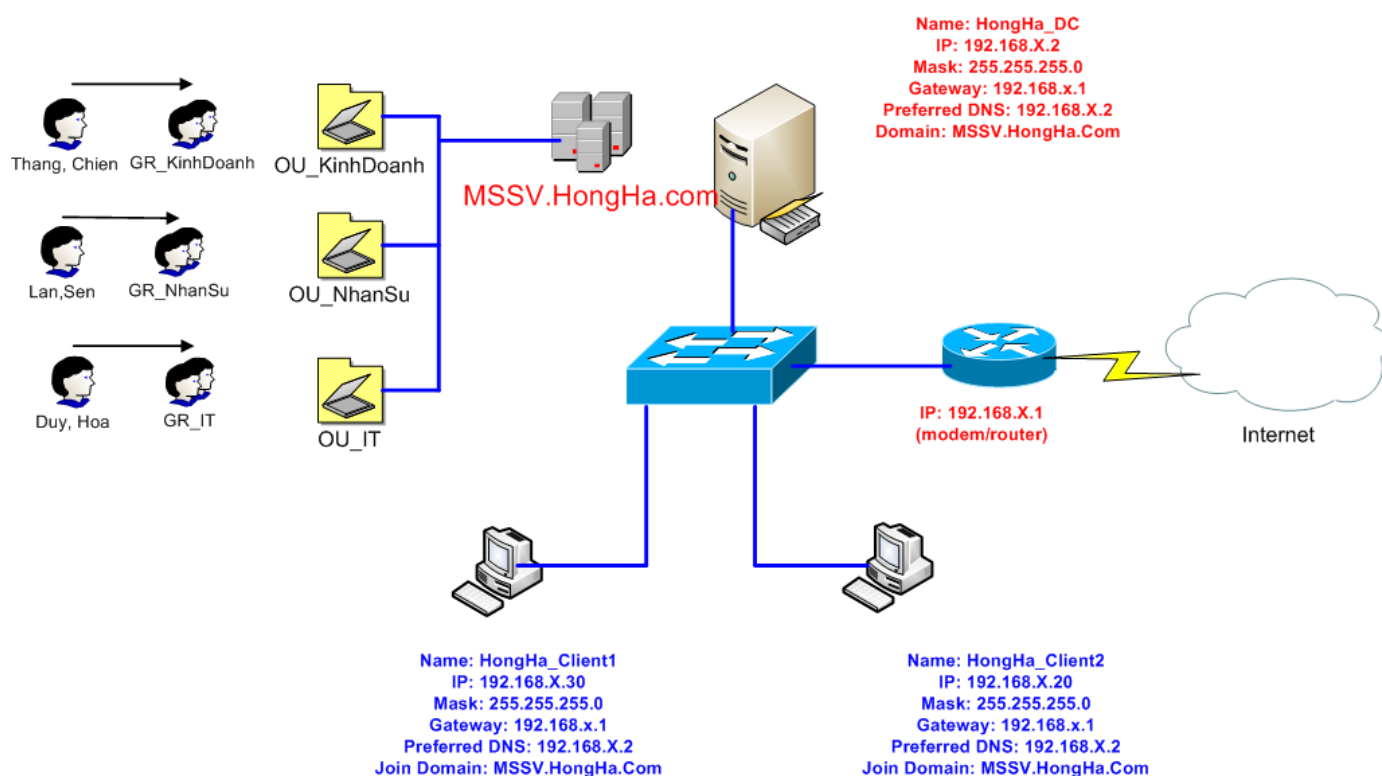 Name: HongHa_DC
IP: 192.168.X.2
Mask: 255.255.255.0
Gateway: 192.168.x.1
Preferred DNS: 192.168.X.2
Domain: MSSV.HongHa.Com
Thang, Chien
GR_KinhDoanh
OU_KinhDoanh
MSSV.HongHa.com
Lan,Sen
GR_NhanSu
OU_NhanSu
Duy, Hoa
GR_IT
OU_IT
IP: 192.168.X.1
(modem/router)
Internet
Name: HongHa_Client1
IP: 192.168.X.30
Mask: 255.255.255.0
Gateway: 192.168.x.1
Preferred DNS: 192.168.X.2
Join Domain: MSSV.HongHa.Com
Name: HongHa_Client2
IP: 192.168.X.20
Mask: 255.255.255.0
Gateway: 192.168.x.1
Preferred DNS: 192.168.X.2
Join Domain: MSSV.HongHa.Com